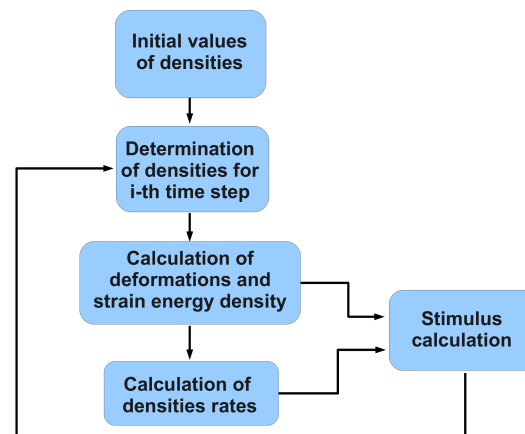 Initial values
of densities
Determination
of densities for
i-th time step
Calculation of
deformations and
strain energy density
Stimulus
calculation
Calculation of
densities rates